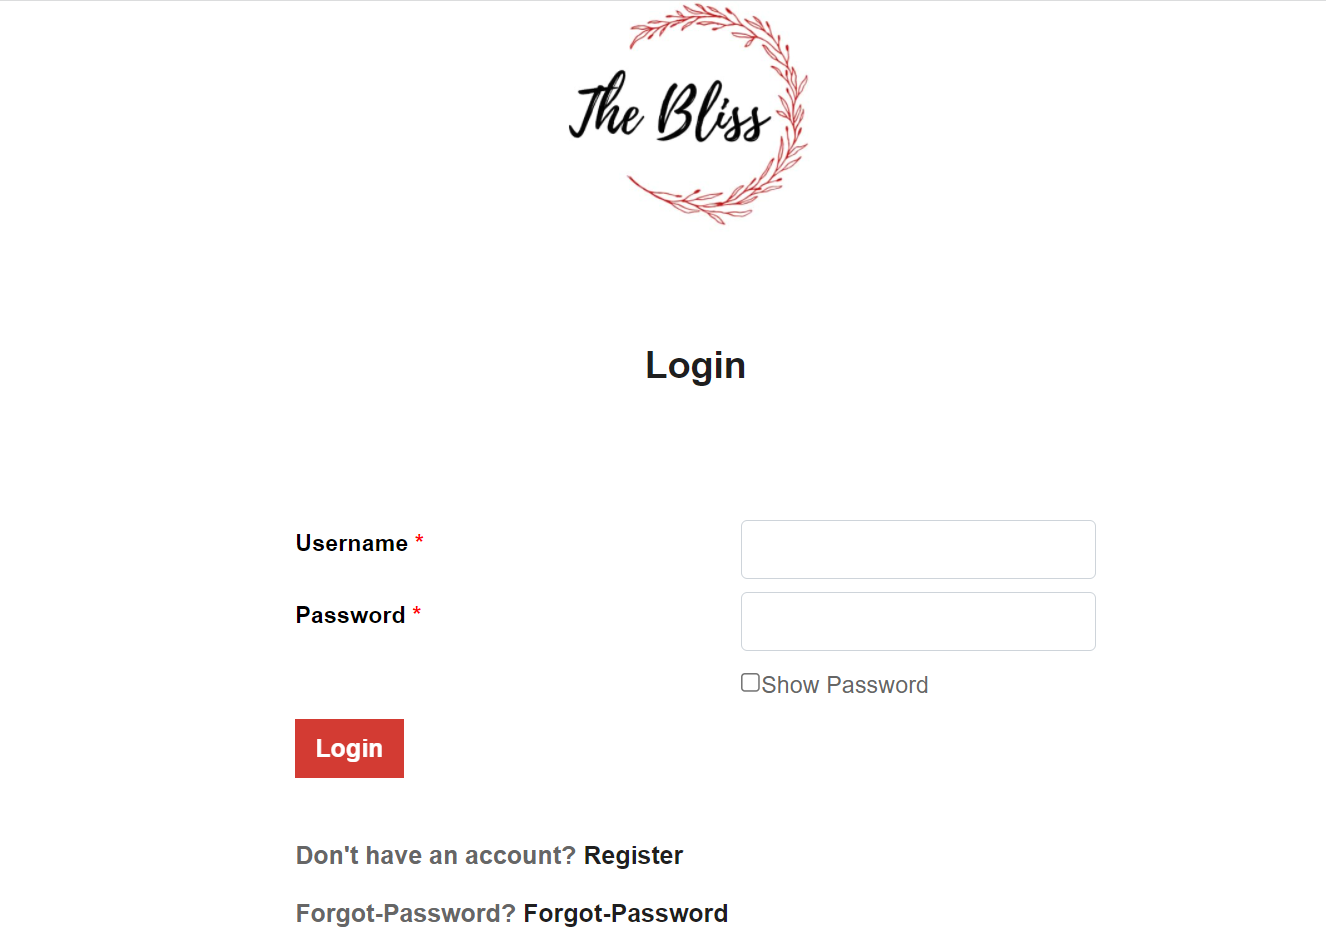 The Bliss
Login
Username *
Password *
Show Password
Login
Don't have an account? Register
Forgot-Password? Forgot-Password